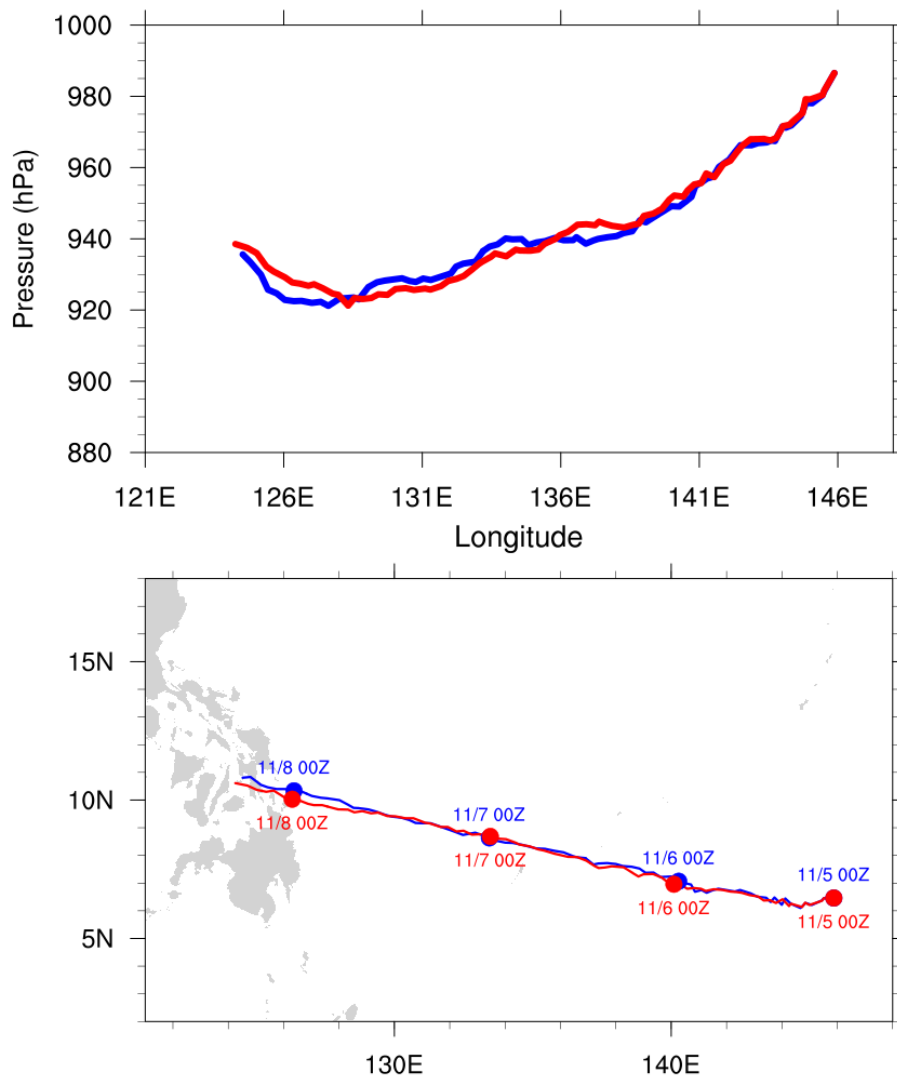 1000
980
960
940
920
900
880
Pressure (hPa)
121E 126E 131E 136E 141E 146E
Longitude
15N
10N
5N
11/8 00Z
11/8 00Z
11/7 00Z
11/7 00Z
11/6 00Z
11/6 00Z
11/5 00Z
11/5 00Z
130E 140E